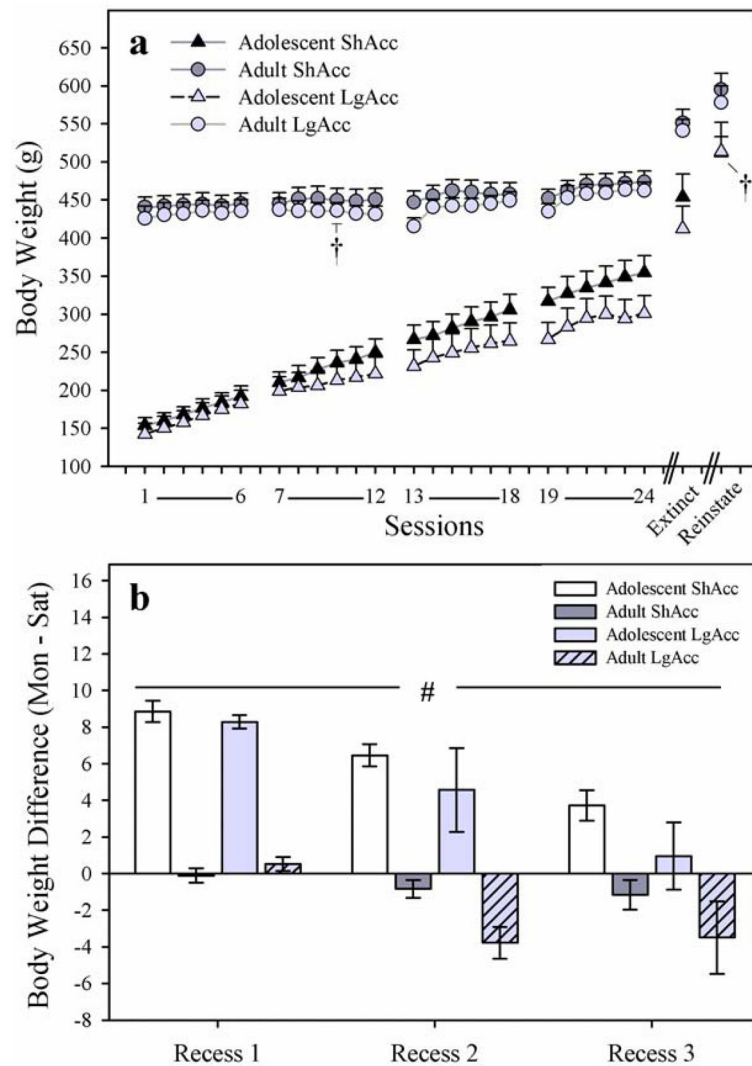 a
Adolescent ShAcc
Adult ShAcc
Adolescent LgAcc
Adult LgAcc
Body Weight (g)
650
600
550
500
450
400
350
300
250
200
150
100
†
†
1 6 7 12 13 18 19 24 Extinct Reinstate
Sessions
b
Adolescent ShAcc
Adult ShAcc
Adolescent LgAcc
Adult LgAcc
Body Weight Difference (Mon - Sat)
16
14
12
10
8
6
4
2
0
-2
-4
-6
-8
#
Recess 1 Recess 2 Recess 3